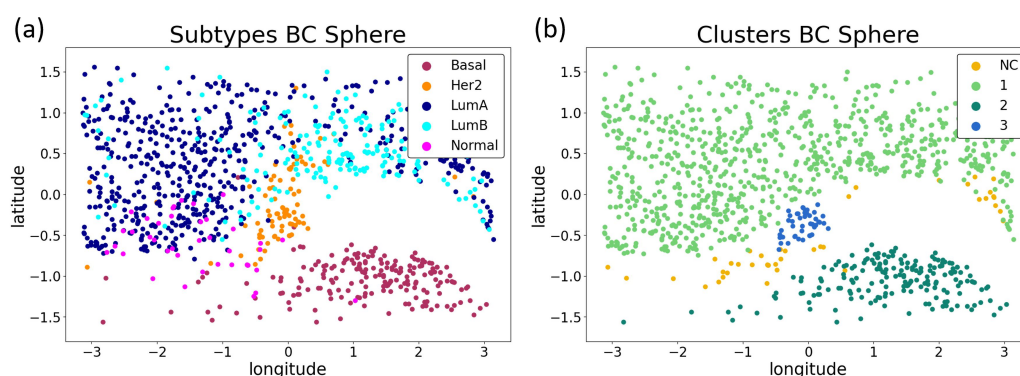 (a)
Subtypes BC Sphere
Basal
Her2
LumA
LumB
Normal
1.5
1.0
0.5
0.0
−0.5
−1.0
−1.5
latitude
−3 −2 −1 0 1 2 3
longitude
(b)
Clusters BC Sphere
NC
1
2
3
1.5
1.0
0.5
0.0
−0.5
−1.0
−1.5
latitude
−3 −2 −1 0 1 2 3
longitude